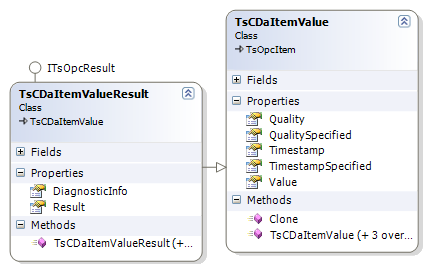 ITsOpcResult
TsCDaItemValueResult
Class
TsCDaItemValue
Fields
Properties
DiagnosticInfo
Result
Methods
TsCDaItemValueResult (+...
TsCDaItemValue
Class
TsOpcItem
Fields
Properties
Quality
QualitySpecified
Timestamp
TimestampSpecified
Value
Methods
Clone
TsCDaItemValue (+ 3 over...